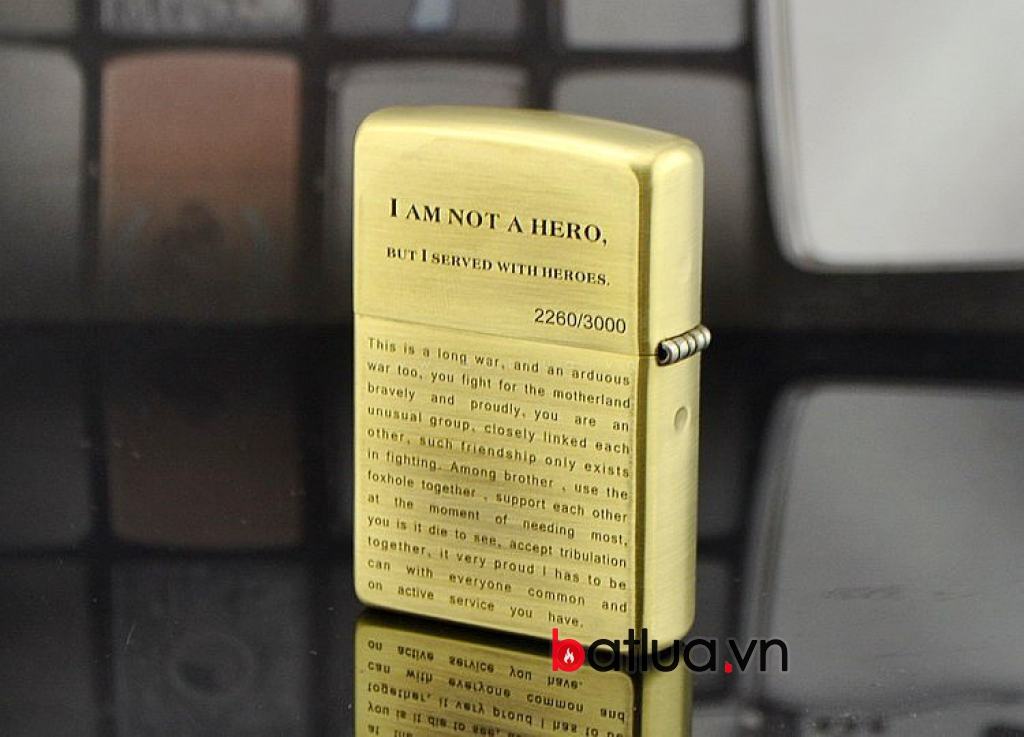 I AM NOT A HERO,
BUT I SERVED WITH HEROES.
2260/3000
This is a long war, and an arduous
war too, you fight for the motherland
bravely and proudly, you are an
unusual group, closely linked each
other, such friendship only exists
in fighting. Among brother , use the
foxhole together , support each other
at the moment of needing most,
you is it die to see, accept tribulation
together, it very proud I has to be
can with everyone common and
on active service you have.
batlua.vn